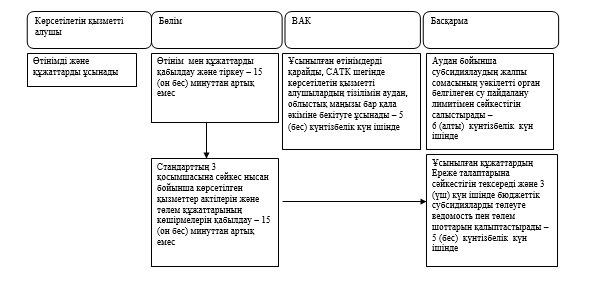 Көрсетілетін қызметті
алушы
Бөлім
ВАК
Басқарма
Өтінімді және
құжаттарды ұсынады
Өтінім мен құжаттарды
қабылдау және тіркеу – 15
(он бес) минуттан артық
емес
Ұсынылған өтінімдерді
қарайды, САТК шегінде
көрсетілетін қызметті
алушылардың тізілімін аудан,
облыстық маңызы бар қала
әкіміне бекітуге ұсынады – 5
(бес) күнтізбелік күн ішінде
Аудан бойынша
субсидиялаудың жалпы
сомасының уәкілетті орган
белгілеген су пайдалану
лимитімен сәйкестігін
салыстырады –
6 (алты) күнтізбелік күн
ішінде
Стандарттың 3
қосымшасына сәйкес нысан
бойынша көрсетілген
қызметтер актілерін және
төлем құжаттарының
көшірмелерін қабылдау – 15
(он бес) минуттан артық
емес
Ұсынылған құжаттардың
Ереже талаптарына
сәйкестігін тексереді және 3
(үш) күн ішінде бюджеттік
субсидияларды төлеуге
ведомость пен төлем
шоттарын қалыптастырады –
5 (бес) күнтізбелік күн
ішінде